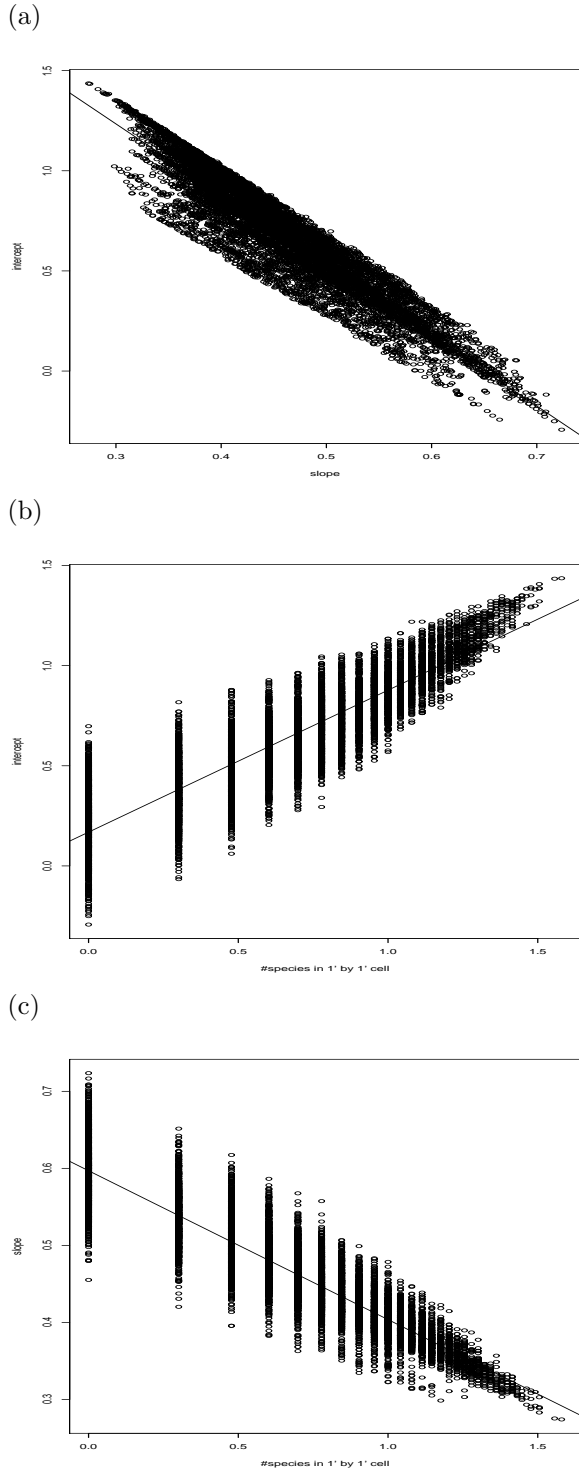 (a)
1.5
1.0
0.5
0.0
intercept
0.3 0.4 0.5 0.6 0.7
slope
(b)
1.5
1.0
0.5
0.0
intercept
0.0 0.5 1.0 1.5
#species in 1' by 1' cell
(c)
0.7
0.6
0.5
0.4
0.3
slope
0.0 0.5 1.0 1.5
#species in 1' by 1' cell